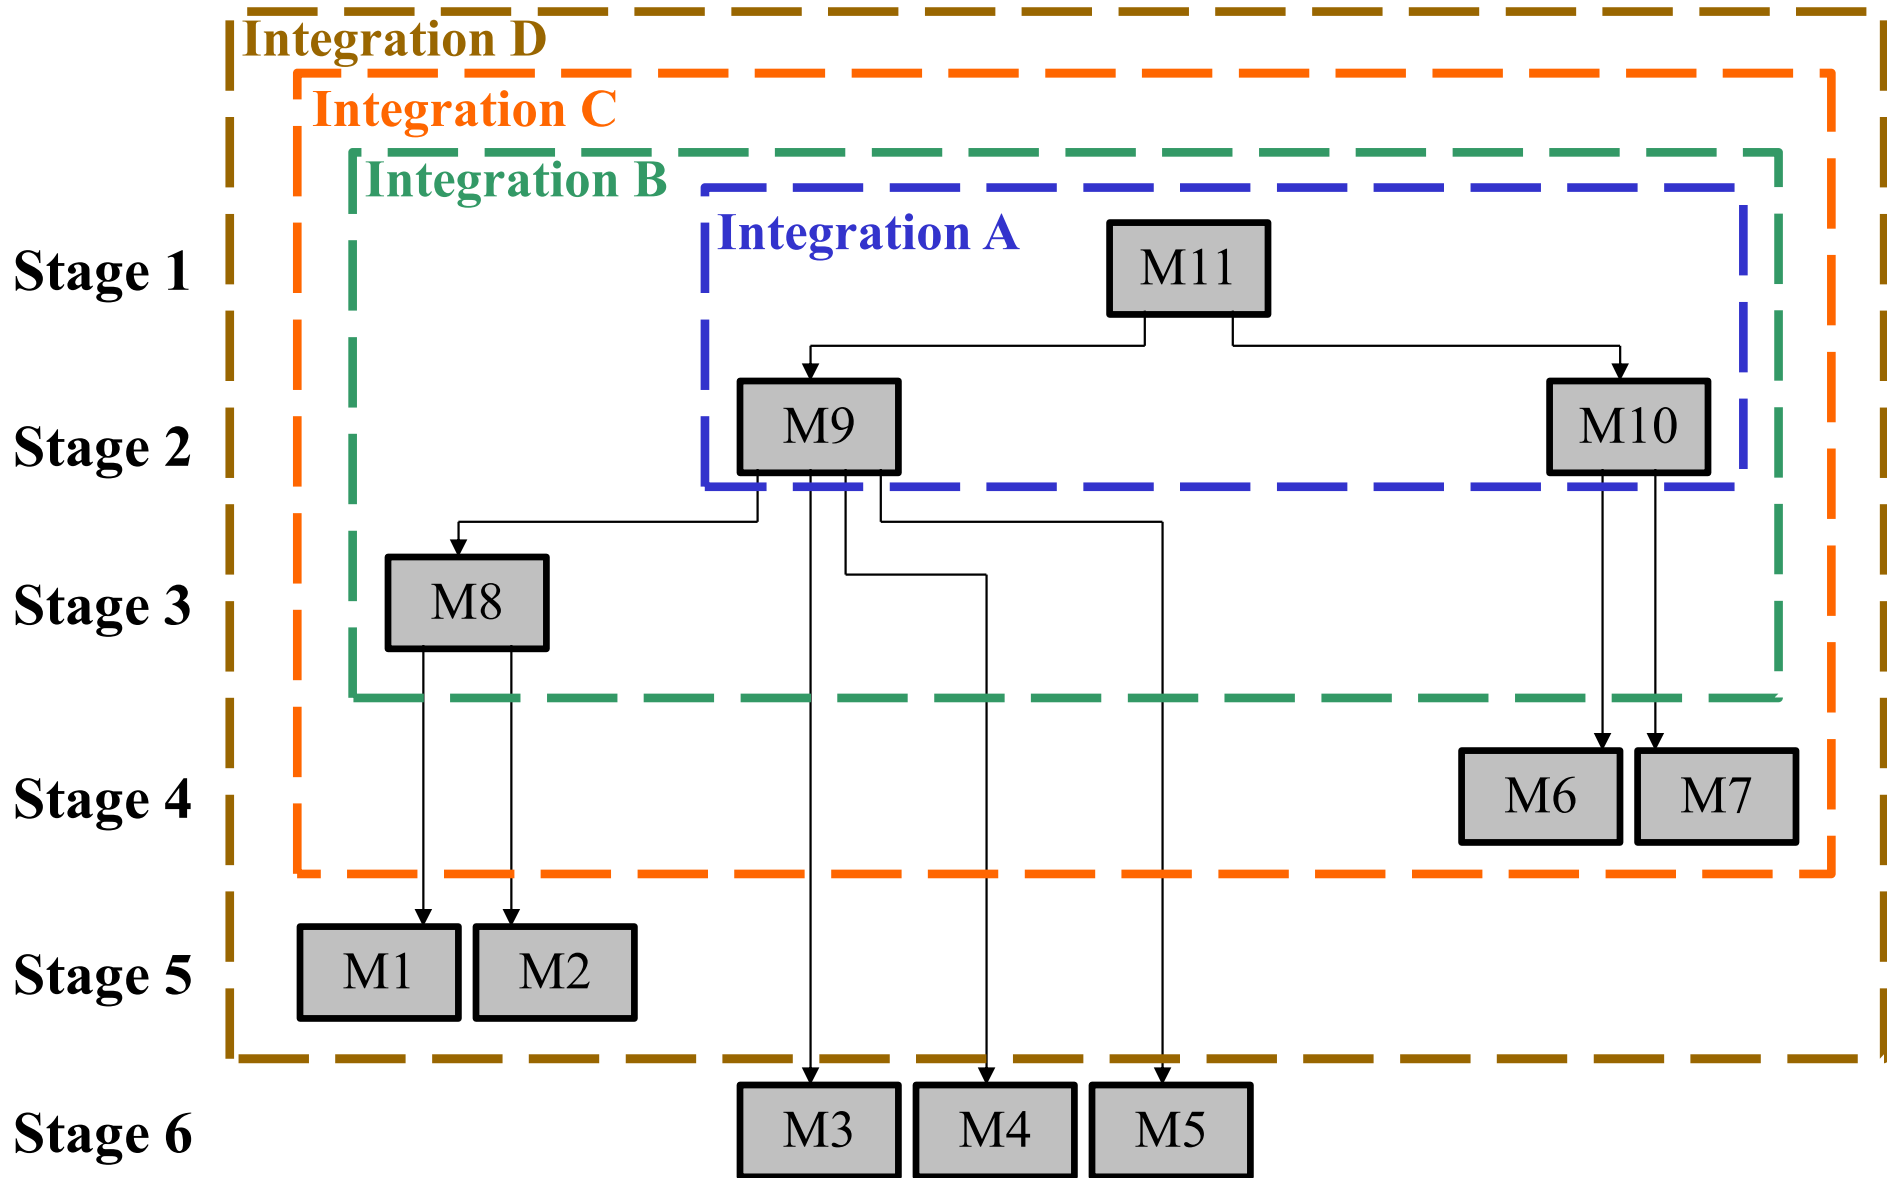 Integration D
Integration C
Integration B
Integration A
Stage 1
M11
Stage 2
M9
M10
Stage 3
M8
Stage 4
M6
M7
Stage 5
M1
M2
Stage 6
M3
M4
M5